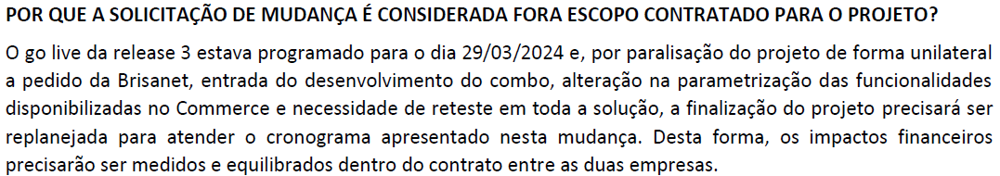 POR QUE A SOLICITAÇÃO DE MUDANÇA É CONSIDERADA FORA ESCOPO CONTRATADO PARA O PROJETO?
O go live da release 3 estava programado para o dia 29/03/2024 e, por paralisação do projeto de forma unilateral
a pedido da Brisanet, entrada do desenvolvimento do combo, alteração na parametrização das funcionalidades
disponibilizadas no Commerce e necessidade de reteste em toda a solução, a finalização do projeto precisará ser
replanejada para atender o cronograma apresentado nesta mudança. Desta forma, os impactos financeiros
precisarão ser medidos e equilibrados dentro do contrato entre as duas empresas.